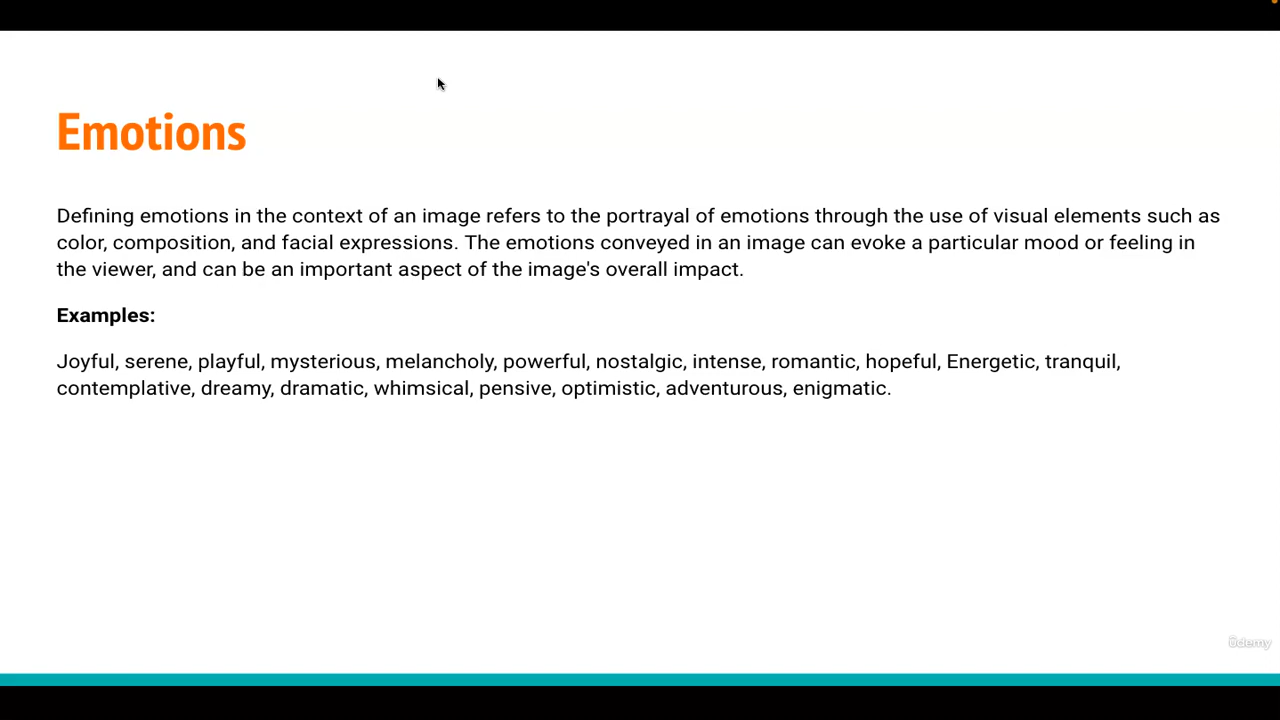 Emotions
Defining emotions in the context of an image refers to the portrayal of emotions through the use of visual elements such as
color, composition, and facial expressions. The emotions conveyed in an image can evoke a particular mood or feeling in
the viewer, and can be an important aspect of the image's overall impact.
Examples:
Joyful, serene, playful, mysterious, melancholy, powerful, nostalgic, intense, romantic, hopeful, Energetic, tranquil,
contemplative, dreamy, dramatic, whimsical, pensive, optimistic, adventurous, enigmatic.
ûdemy